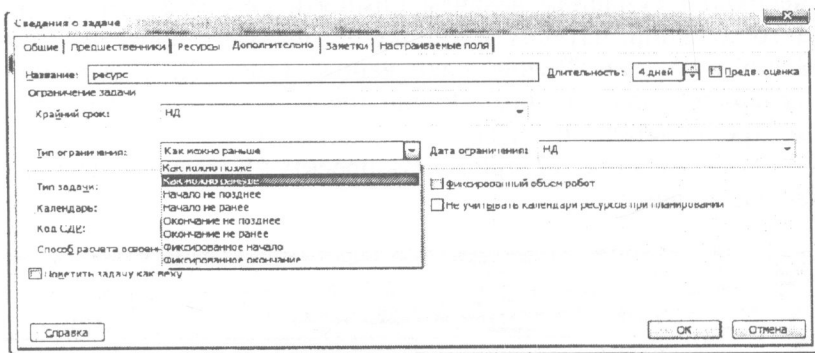 Сведения о задаче
Общие Предшественники Ресурсы Дополнительно Заметки Настраиваемые поля
Название: ресурс Длительность: 4 дней Предв. оценка
Ограничение задачи
Крайний срок: НД
Тип ограничения: Как можно раньше Дата ограничения: НД
Как можно позже
Как можно раньше
Тип задачи: Начало не позднее Фиксированный объем работ
Календарь: Начало не ранее Не учитывать календари ресурсов при планировании
Код СДР: Окончание не позднее
Окончание не ранее
Способ расчета освоен Фиксированное начало
Фиксированное окончание
Пометить задачу как веху
Справка ОК Отмена